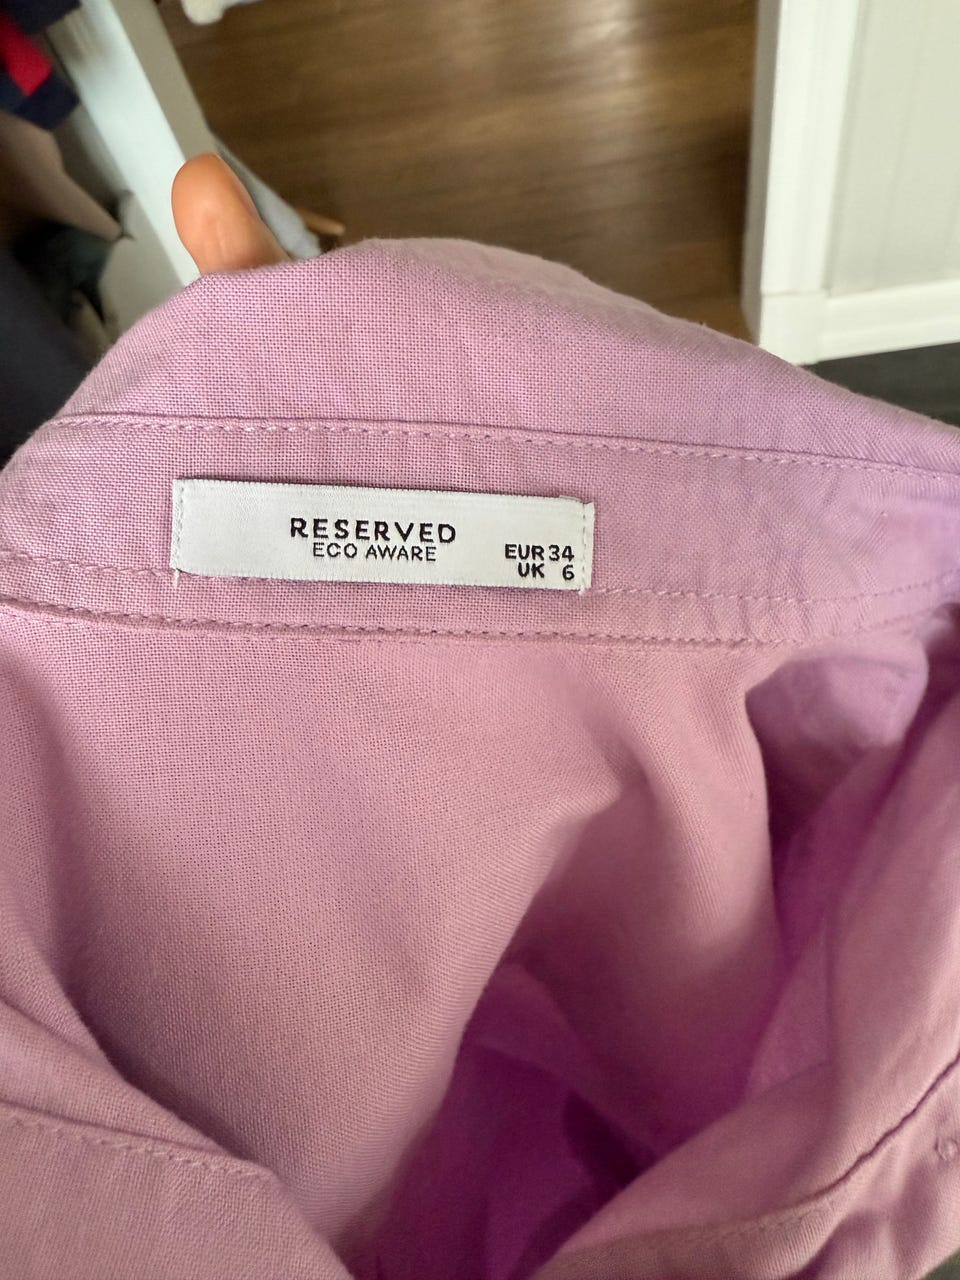 RESERVED
ECO AWARE
EUR 34
UK 6